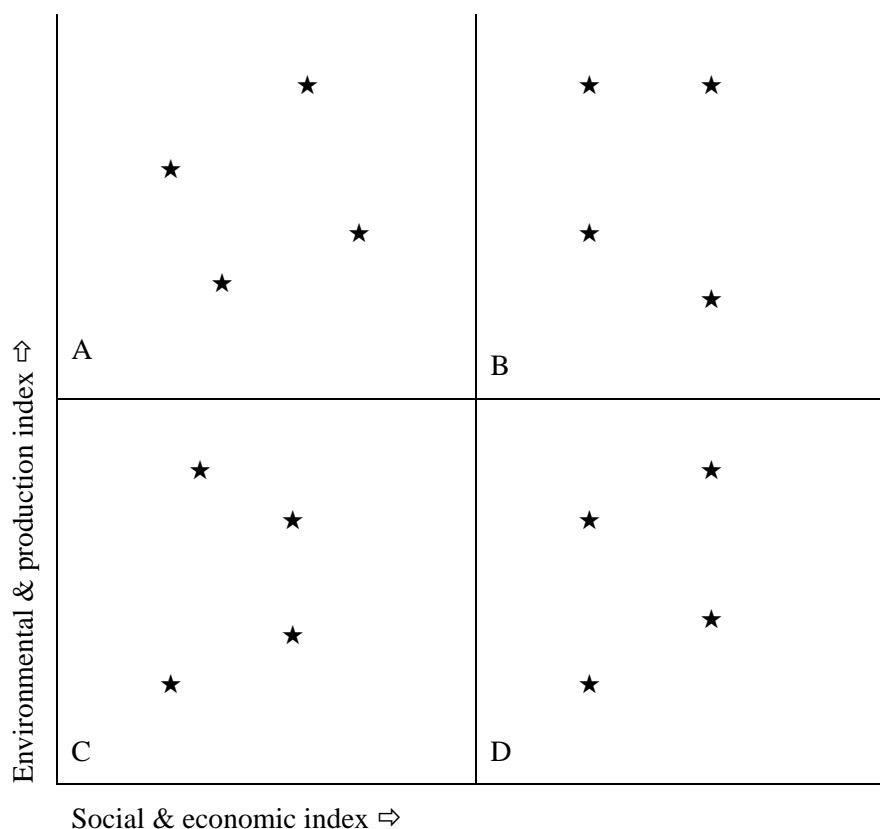 A
B
Environmental & production index ⇨
C
D
Social & economic index ⇨